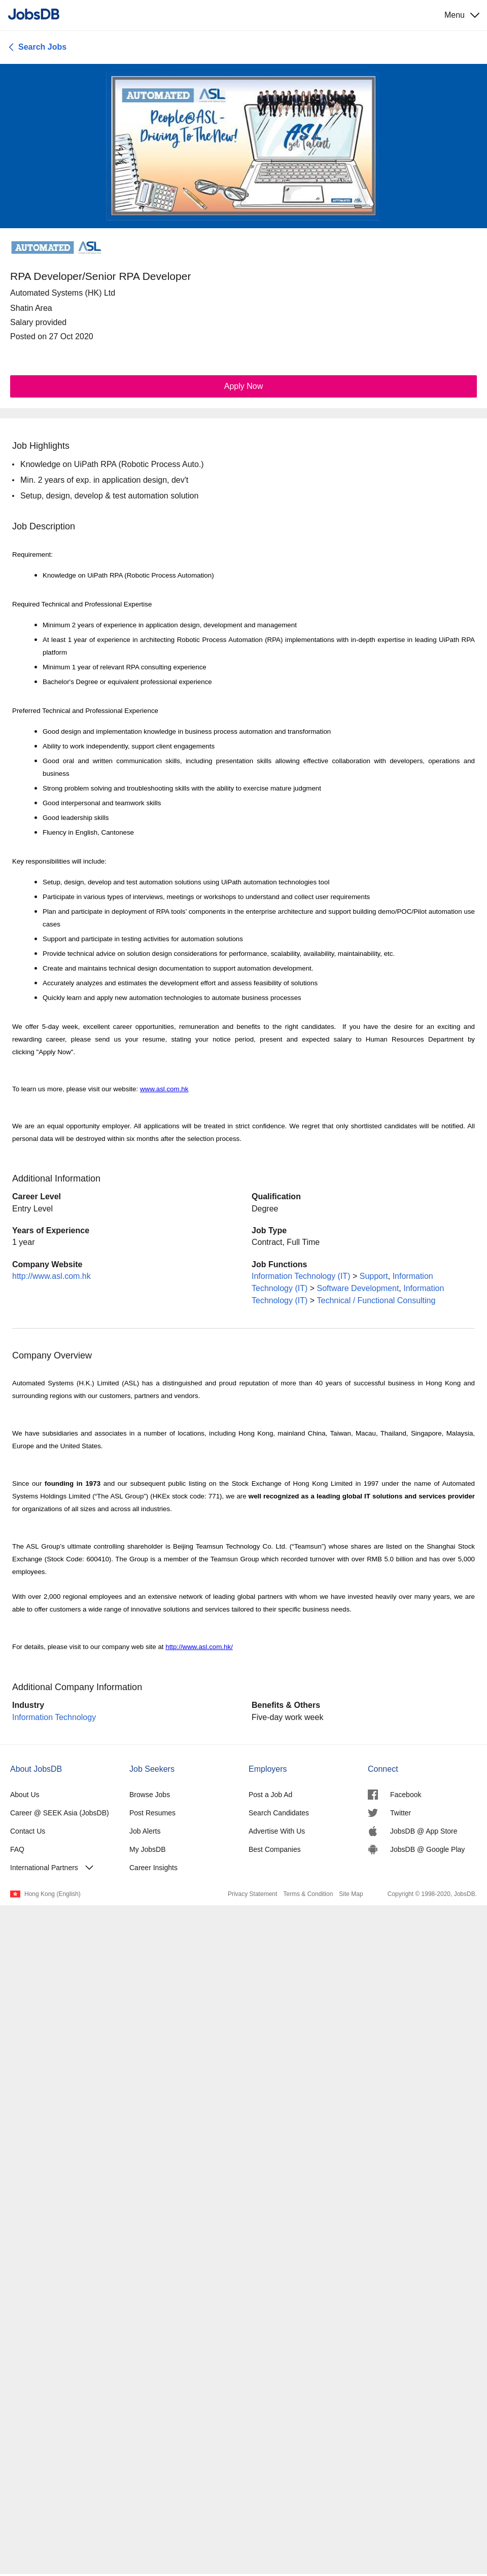 JobsDB
Menu
Search Jobs
AUTOMATED ASL
People@ASL-
Driving To The New!
ASL
got Talent
AUTOMATED ASL
AUTOMATED ASL
RPA Developer/Senior RPA Developer
Automated Systems (HK) Ltd
Shatin Area
Salary provided
Posted on 27 Oct 2020
Apply Now
Job Highlights
• Knowledge on UiPath RPA (Robotic Process Auto.)
• Min. 2 years of exp. in application design, dev't
• Setup, design, develop & test automation solution
Job Description
Requirement:
• Knowledge on UiPath RPA (Robotic Process Automation)
Required Technical and Professional Expertise
• Minimum 2 years of experience in application design, development and management
• At least 1 year of experience in architecting Robotic Process Automation (RPA) implementations with in-depth expertise in leading UiPath RPA
platform
• Minimum 1 year of relevant RPA consulting experience
• Bachelor's Degree or equivalent professional experience
Preferred Technical and Professional Experience
• Good design and implementation knowledge in business process automation and transformation
• Ability to work independently, support client engagements
• Good oral and written communication skills, including presentation skills allowing effective collaboration with developers, operations and
business
• Strong problem solving and troubleshooting skills with the ability to exercise mature judgment
• Good interpersonal and teamwork skills
• Good leadership skills
• Fluency in English, Cantonese
Key responsibilities will include:
• Setup, design, develop and test automation solutions using UiPath automation technologies tool
• Participate in various types of interviews, meetings or workshops to understand and collect user requirements
• Plan and participate in deployment of RPA tools' components in the enterprise architecture and support building demo/POC/Pilot automation use
cases
• Support and participate in testing activities for automation solutions
• Provide technical advice on solution design considerations for performance, scalability, availability, maintainability, etc.
• Create and maintains technical design documentation to support automation development.
• Accurately analyzes and estimates the development effort and assess feasibility of solutions
• Quickly learn and apply new automation technologies to automate business processes
We offer 5-day week, excellent career opportunities, remuneration and benefits to the right candidates. If you have the desire for an exciting and
rewarding career, please send us your resume, stating your notice period, present and expected salary to Human Resources Department by
clicking "Apply Now".
To learn us more, please visit our website: www.asl.com.hk
We are an equal opportunity employer. All applications will be treated in strict confidence. We regret that only shortlisted candidates will be notified. All
personal data will be destroyed within six months after the selection process.
Additional Information
Career Level
Entry Level
Qualification
Degree
Years of Experience
1 year
Job Type
Contract, Full Time
Company Website
http://www.asl.com.hk
Job Functions
Information Technology (IT) > Support, Information
Technology (IT) > Software Development, Information
Technology (IT) > Technical / Functional Consulting
Company Overview
Automated Systems (H.K.) Limited (ASL) has a distinguished and proud reputation of more than 40 years of successful business in Hong Kong and
surrounding regions with our customers, partners and vendors.
We have subsidiaries and associates in a number of locations, including Hong Kong, mainland China, Taiwan, Macau, Thailand, Singapore, Malaysia,
Europe and the United States.
Since our founding in 1973 and our subsequent public listing on the Stock Exchange of Hong Kong Limited in 1997 under the name of Automated
Systems Holdings Limited ("The ASL Group") (HKEx stock code: 771), we are well recognized as a leading global IT solutions and services provider
for organizations of all sizes and across all industries.
The ASL Group's ultimate controlling shareholder is Beijing Teamsun Technology Co. Ltd. ("Teamsun") whose shares are listed on the Shanghai Stock
Exchange (Stock Code: 600410). The Group is a member of the Teamsun Group which recorded turnover with over RMB 5.0 billion and has over 5,000
employees.
With over 2,000 regional employees and an extensive network of leading global partners with whom we have invested heavily over many years, we are
able to offer customers a wide range of innovative solutions and services tailored to their specific business needs.
For details, please visit to our company web site at http://www.asl.com.hk/
Additional Company Information
Industry
Information Technology
Benefits & Others
Five-day work week
About JobsDB
About Us
Career @ SEEK Asia (JobsDB)
Contact Us
FAQ
International Partners
Job Seekers
Browse Jobs
Post Resumes
Job Alerts
My JobsDB
Career Insights
Employers
Post a Job Ad
Search Candidates
Advertise With Us
Best Companies
Connect
Facebook
Twitter
JobsDB @ App Store
JobsDB @ Google Play
Hong Kong (English)
Privacy Statement Terms & Condition Site Map
Copyright © 1998-2020, JobsDB.